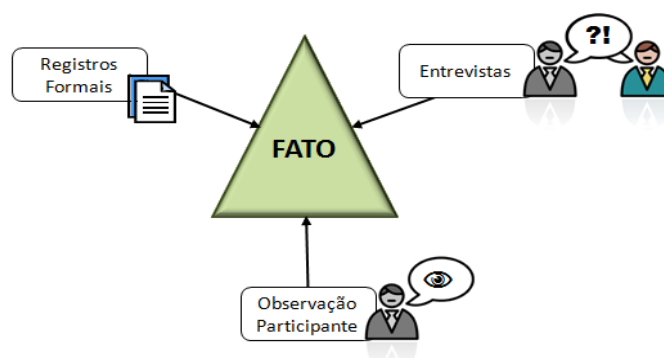 Registros
Formais
Entrevistas
?!
FATO
Observação
Participante